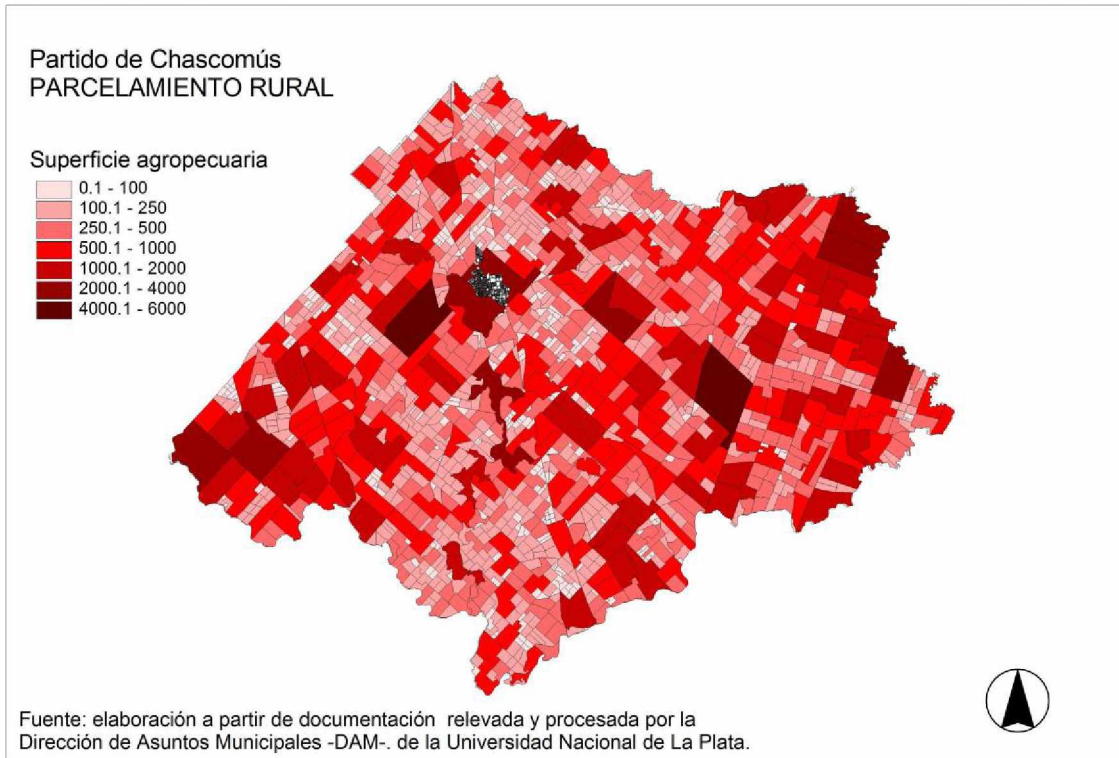 Partido de Chascomús
PARCELAMIENTO RURAL
Superficie agropecuaria
0.1 - 100
100.1 - 250
250.1 - 500
500.1 - 1000
1000.1 - 2000
2000.1 - 4000
4000.1 - 6000
Fuente: elaboración a partir de documentación relevada y procesada por la
Dirección de Asuntos Municipales -DAM-. de la Universidad Nacional de La Plata.